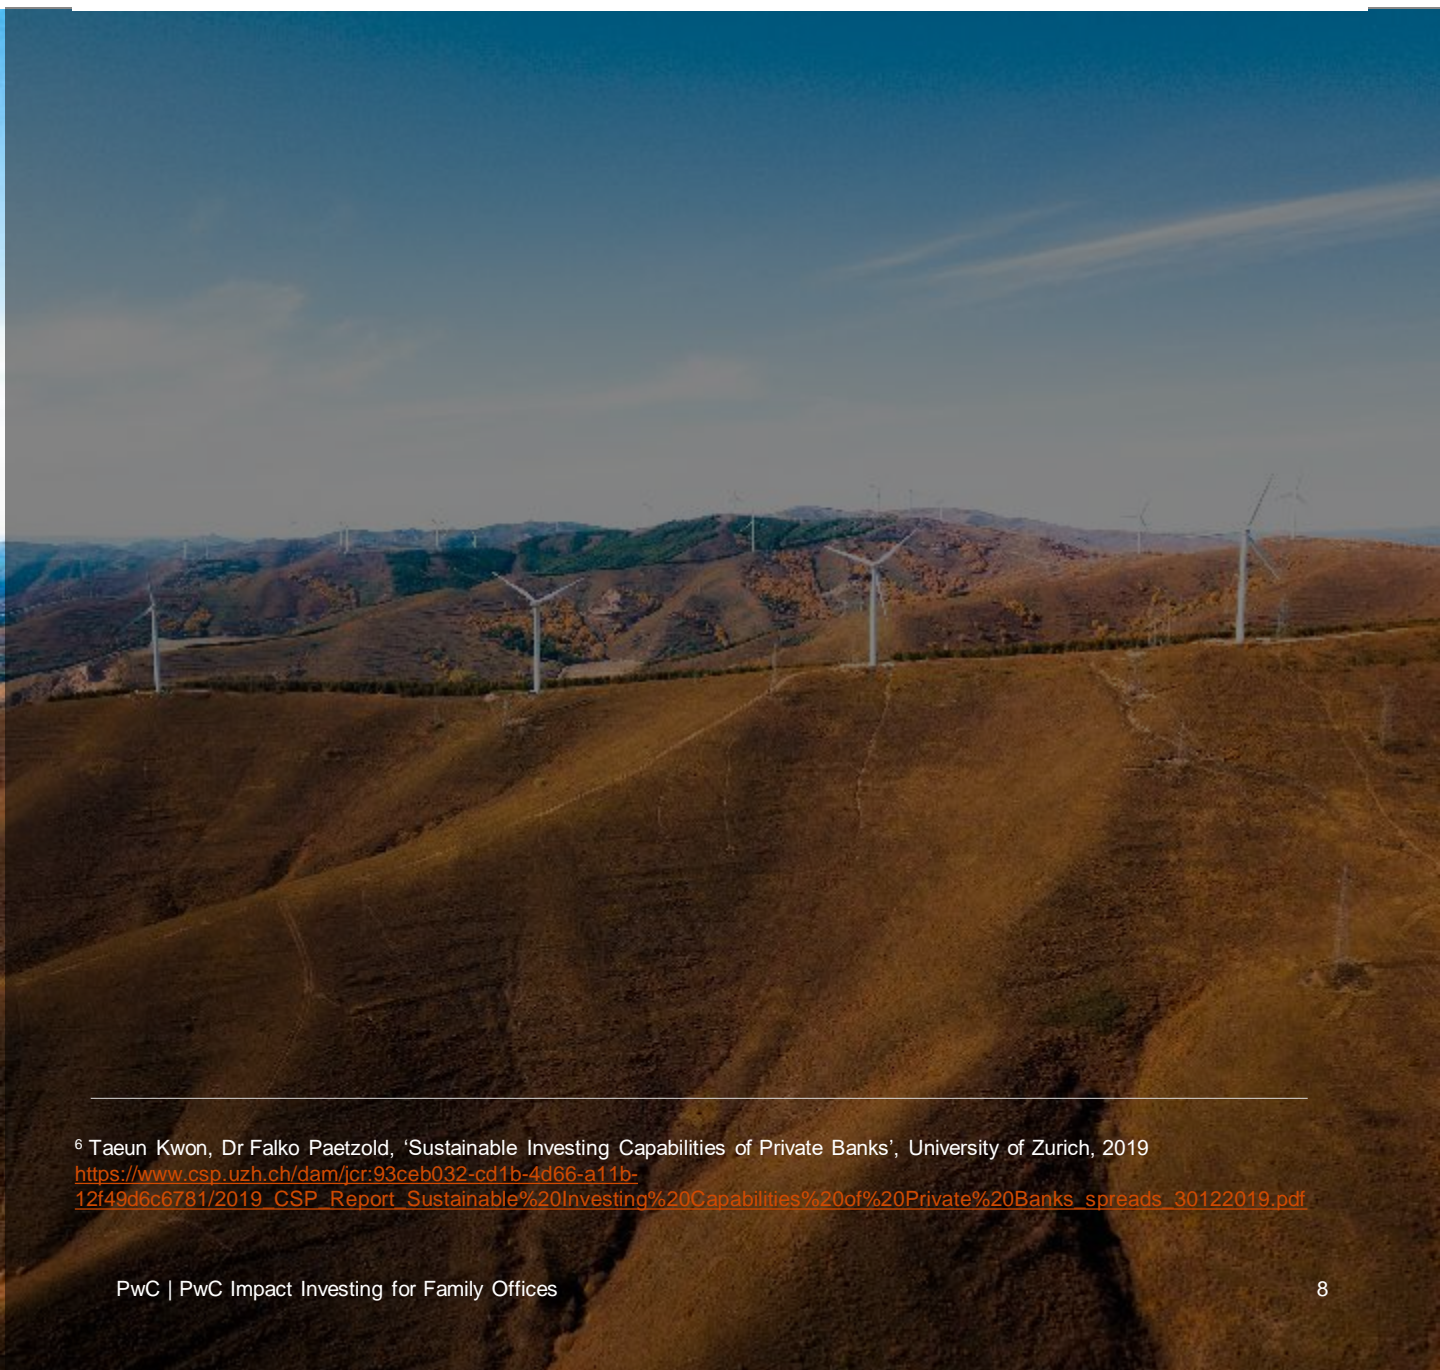 6 Taeun Kwon, Dr Falko Paetzold, ‘Sustainable Investing Capabilities of Private Banks’, University of Zurich, 2019
https://www.csp.uzh.ch/dam/jcr:93ceb032-cd1b-4d66-a11b-
12f49d6c6781/2019_CSP_Report_Sustainable%20Investing%20Capabilities%20of%20Private%20Banks_spreads_30122019.pdf
PwC | PwC Impact Investing for Family Offices
8